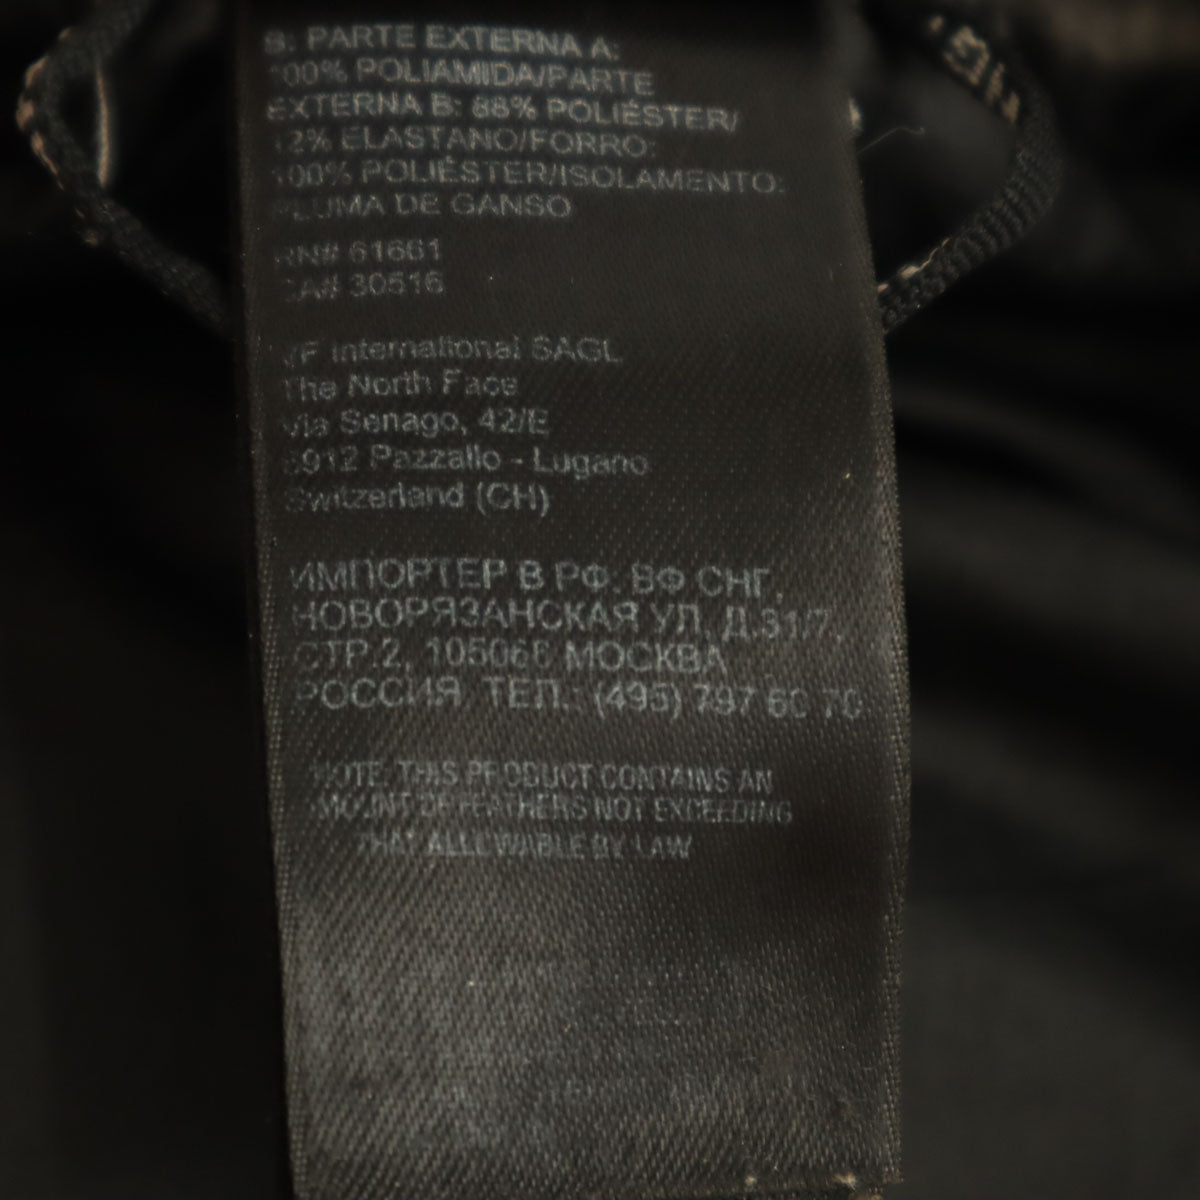 B: PARTE EXTERNA A:
100% POLIAMIDA/PARTE
EXTERNA B: 88% POLIÉSTER/
12% ELASTANO/FORRO:
100% POLIÉSTER/ISOLAMENTO:
PLUMA DE GANSO
RN# 61661
CA# 30516
VF International SAGL
The North Face
Via Senago, 42/E
6912 Pazzallo - Lugano
Switzerland (CH)
ИМПОРТЕР В РФ: ВФ СНГ,
НОВОРЯЗАНСКАЯ УЛ, Д.31/7,
СТР.2, 105066 МОСКВА
РОССИЯ. ТЕЛ.: (495) 797 60 70
NOTE: THIS PRODUCT CONTAINS AN
AMOUNT OF FEATHERS NOT EXCEEDING
THAT ALLOWABLE BY LAW